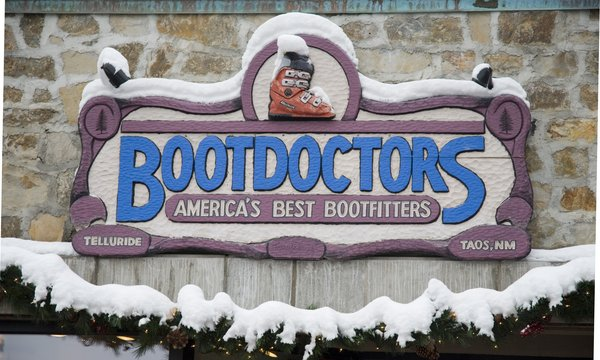 BOOTDOCTORS
AMERICA'S BEST BOOTFITTERS
TELLURIDE
TAOS, NM